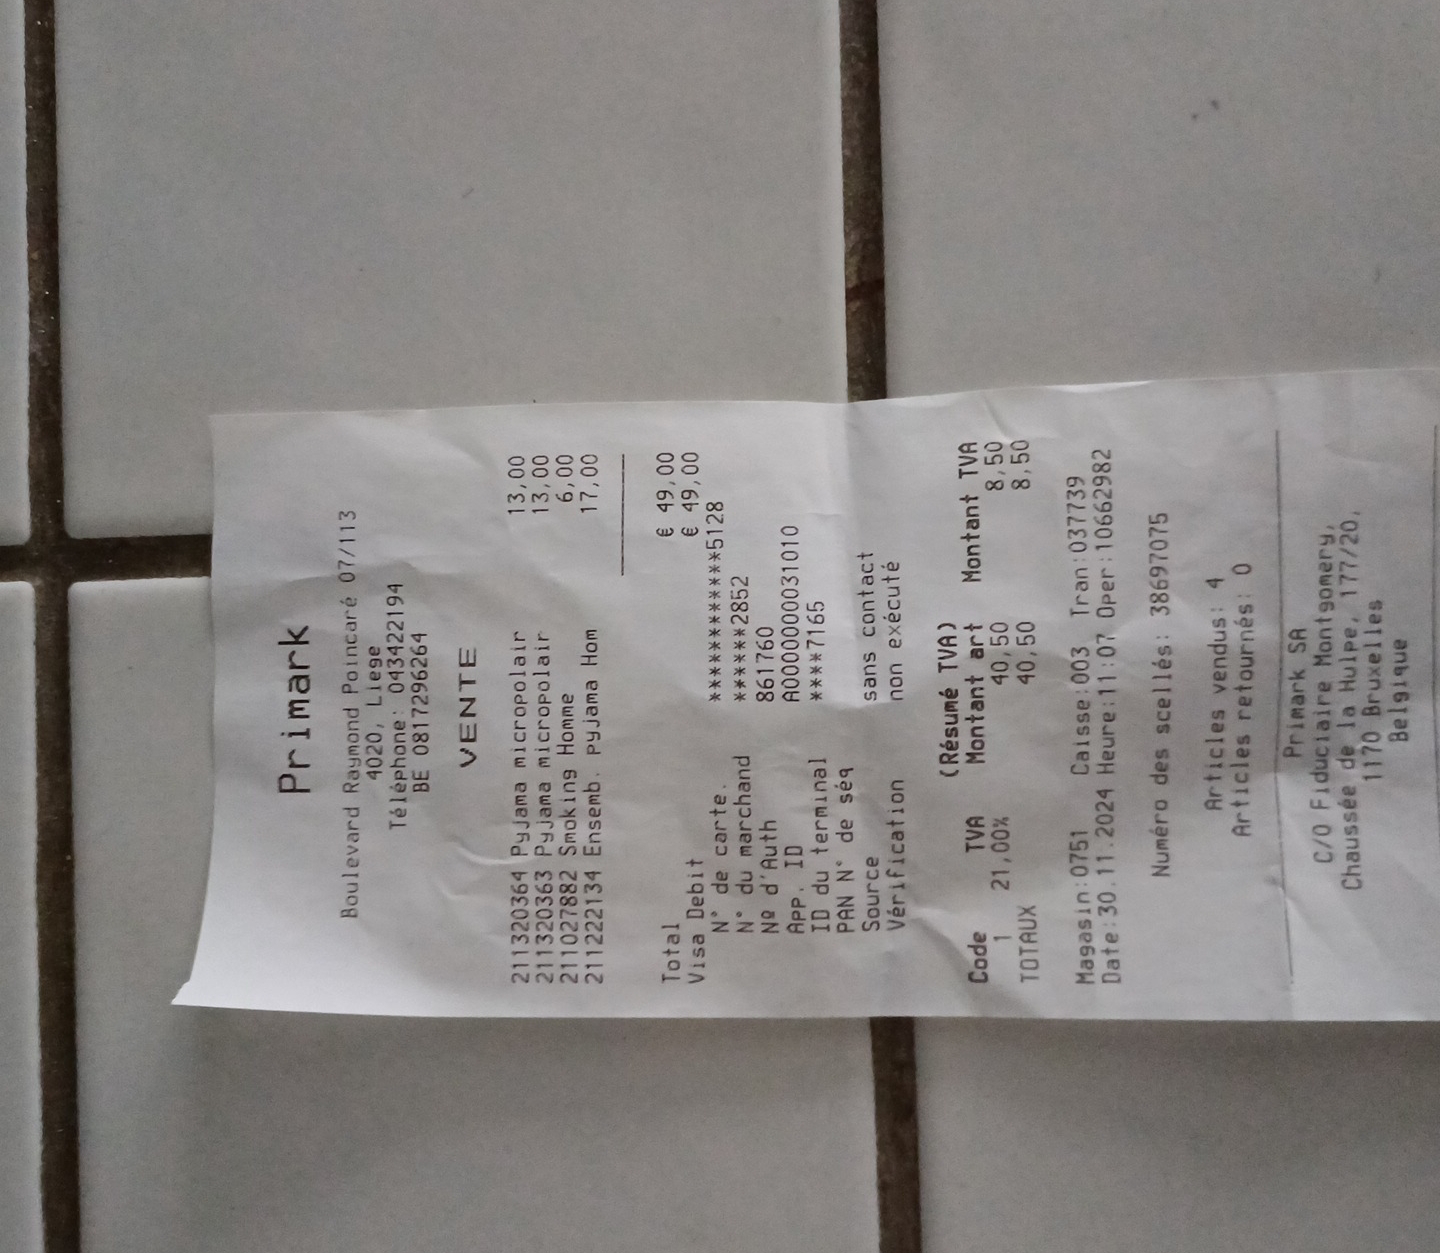 Primark
Boulevard Raymond Poincaré 07/113
4020, Liege
Téléphone: 043422194
BE 0817296264
VENTE
211320364 Pyjama micropolair 13,00
211320363 Pyjama micropolair 13,00
211027882 Smoking Homme 6,00
211222134 Ensemb. pyjama Hom 17,00
Total € 49,00
Visa Debit € 49,00
N° de carte. ************5128
N° du marchand ******2852
Nº d'Auth 861760
App. ID A0000000031010
ID du terminal ****7165
PAN N° de séq
Source sans contact
Vérification non exécuté
(Résumé TVA)
Code TVA Montant art Montant TVA
1 21,00% 40,50 8,50
TOTAUX 40,50 8,50
Magasin:0751 Caisse:003 Tran:037739
Date:30.11.2024 Heure:11:07 Oper:10662982
Numéro des scellés: 38697075
Articles vendus: 4
Articles retournés: 0
Primark SA
C/O Fiduciaire Montgomery,
Chaussée de la Hulpe, 177/20,
1170 Bruxelles
Belgique